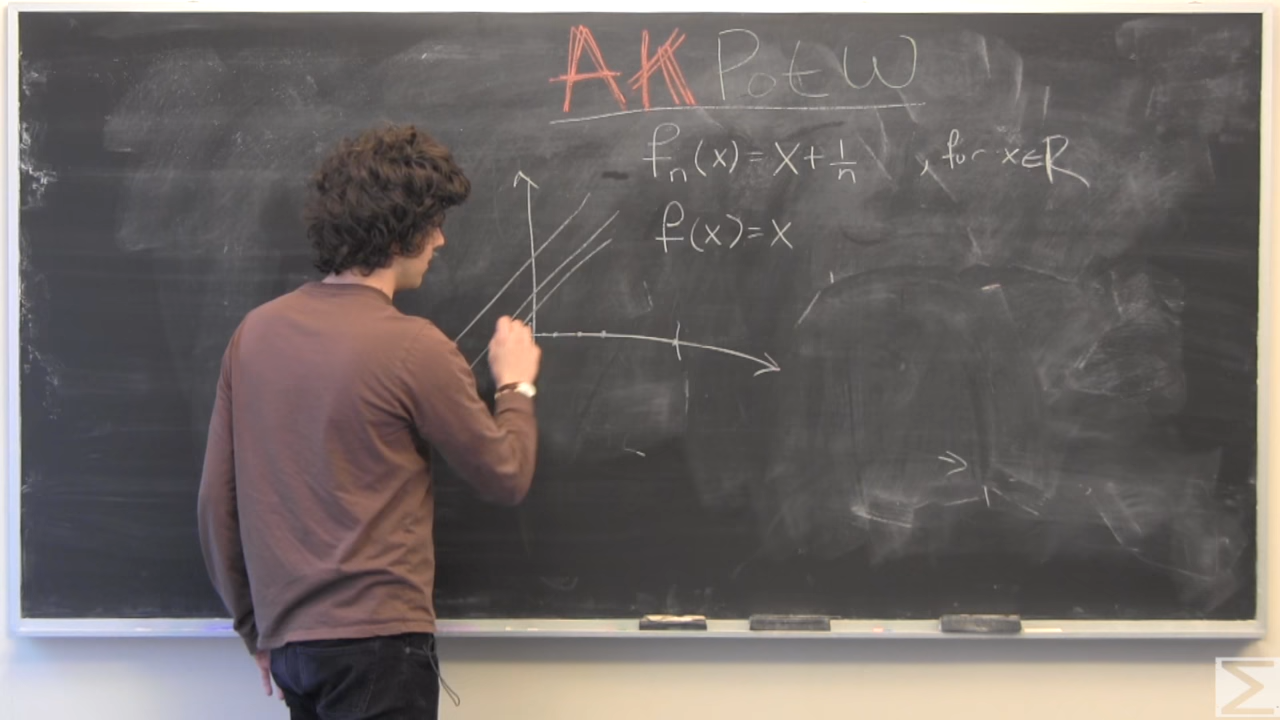 AK PotW
fₙ(x)=x+1/n , for x∈R
f(x)=x
Σ